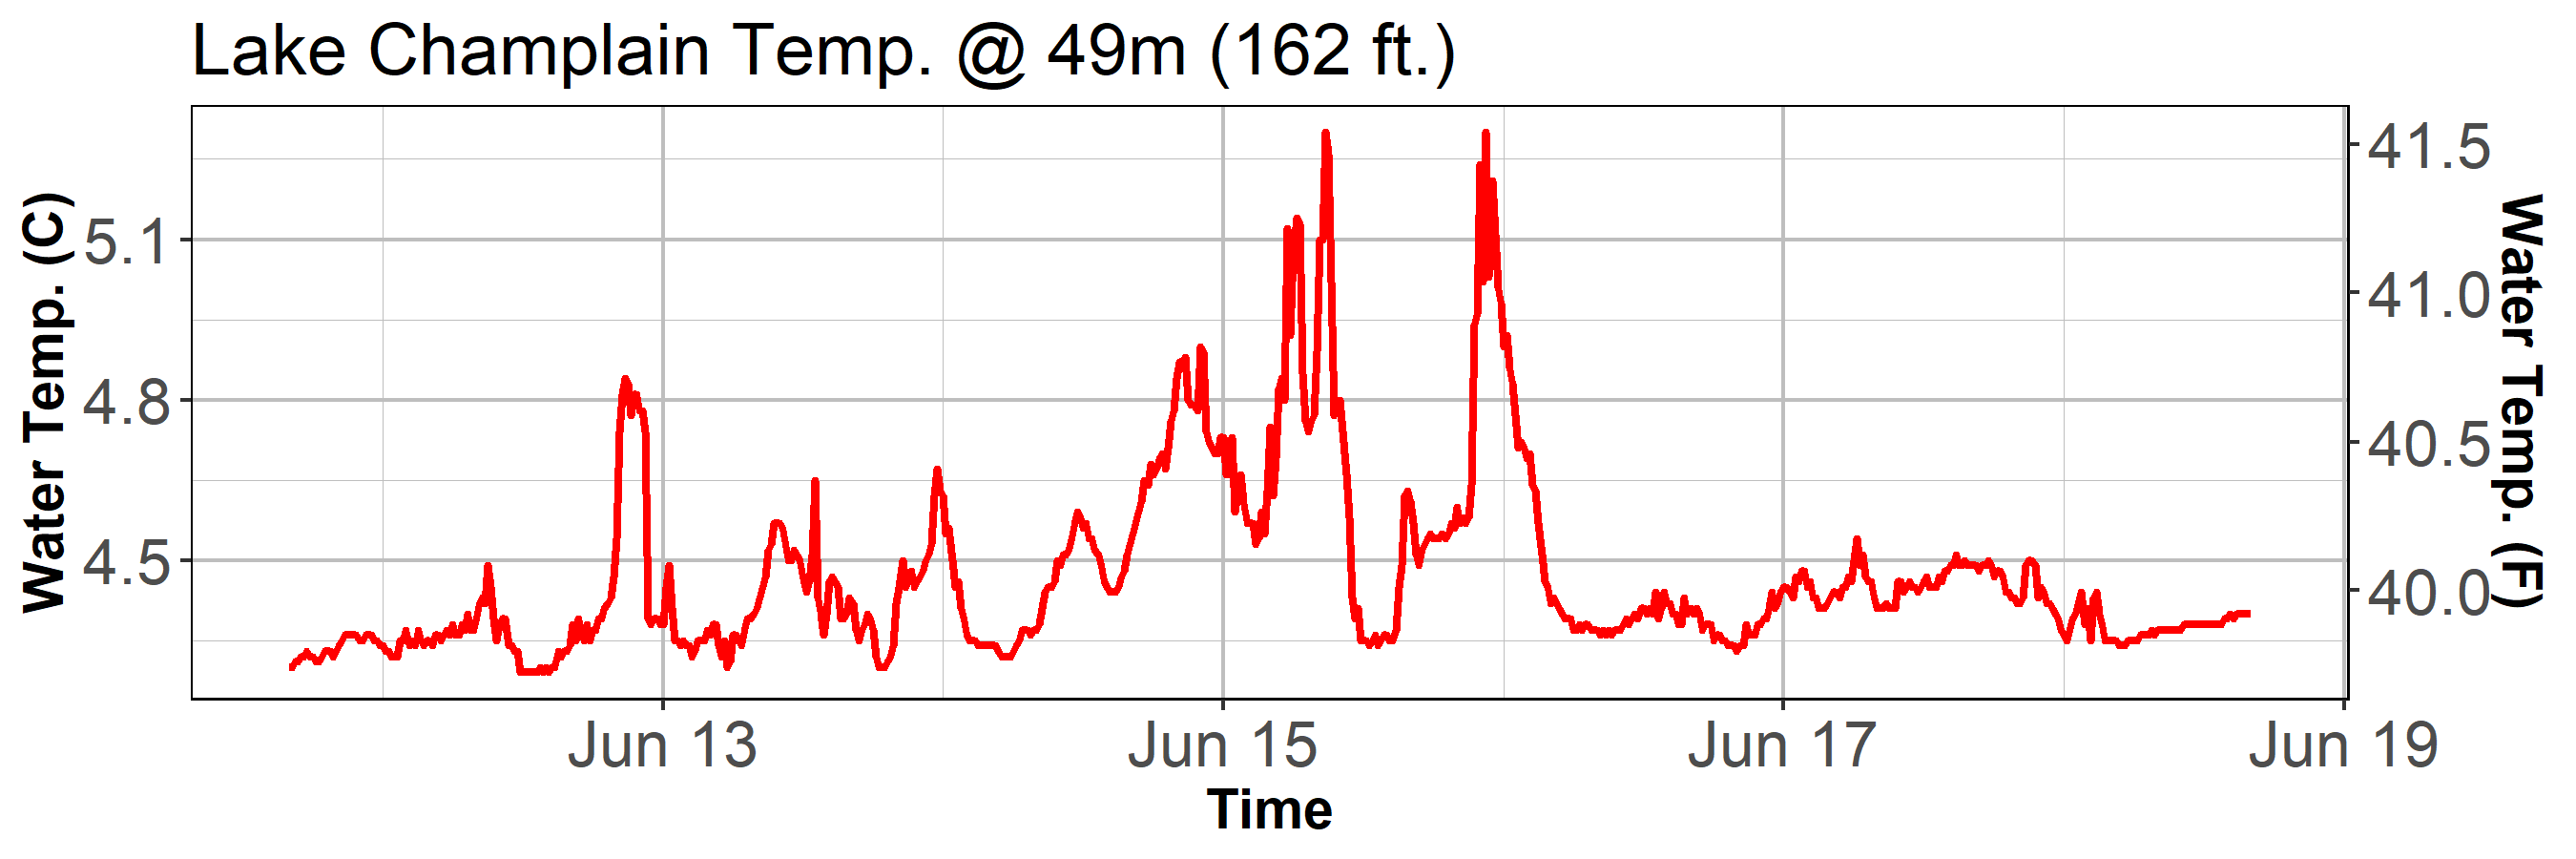 Lake Champlain Temp. @ 49m (162 ft.)
Water Temp. (C)
5.1
4.8
4.5
41.5
41.0
40.5
40.0
Water Temp. (F)
Jun 13
Jun 15
Jun 17
Jun 19
Time